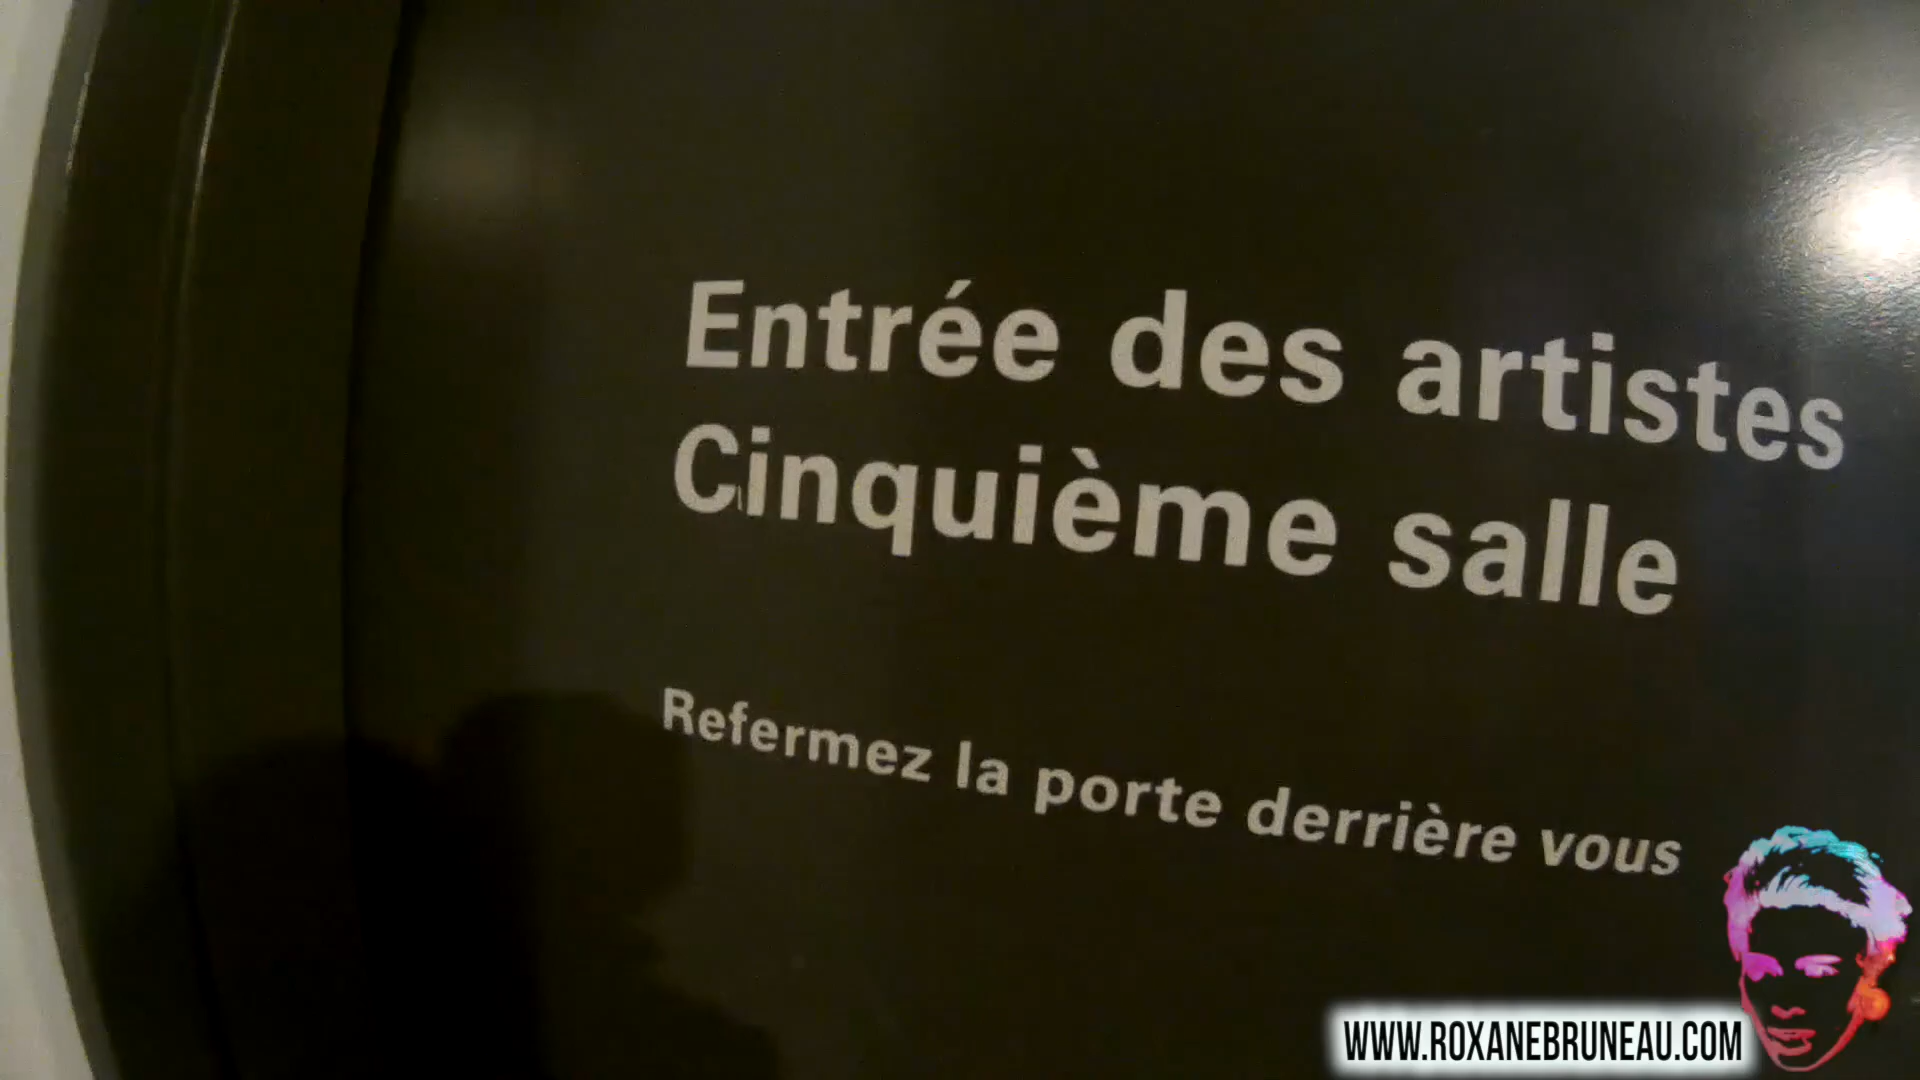 Entrée des artistes
Cinquième salle
Refermez la porte derrière vous
WWW.ROXANEBRUNEAU.COM